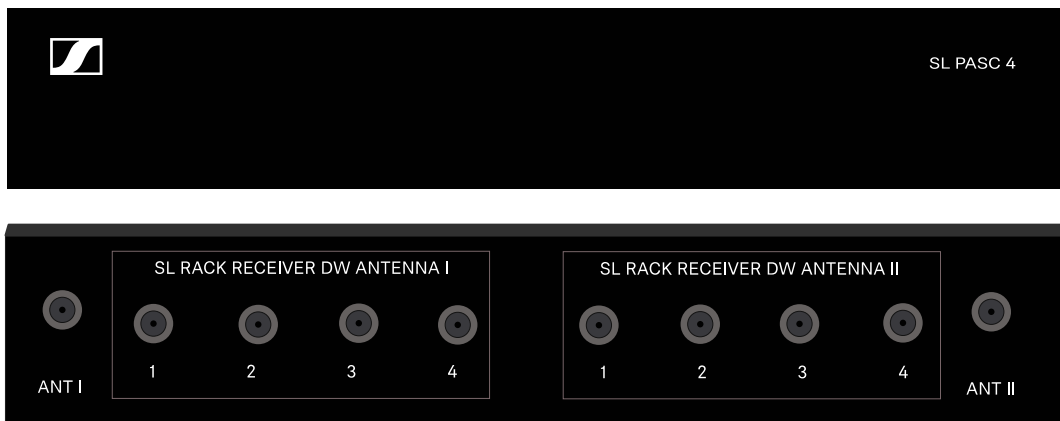 SL PASC 4
SL RACK RECEIVER DW ANTENNA I
SL RACK RECEIVER DW ANTENNA II
1 2 3 4
1 2 3 4
ANT I
ANT II